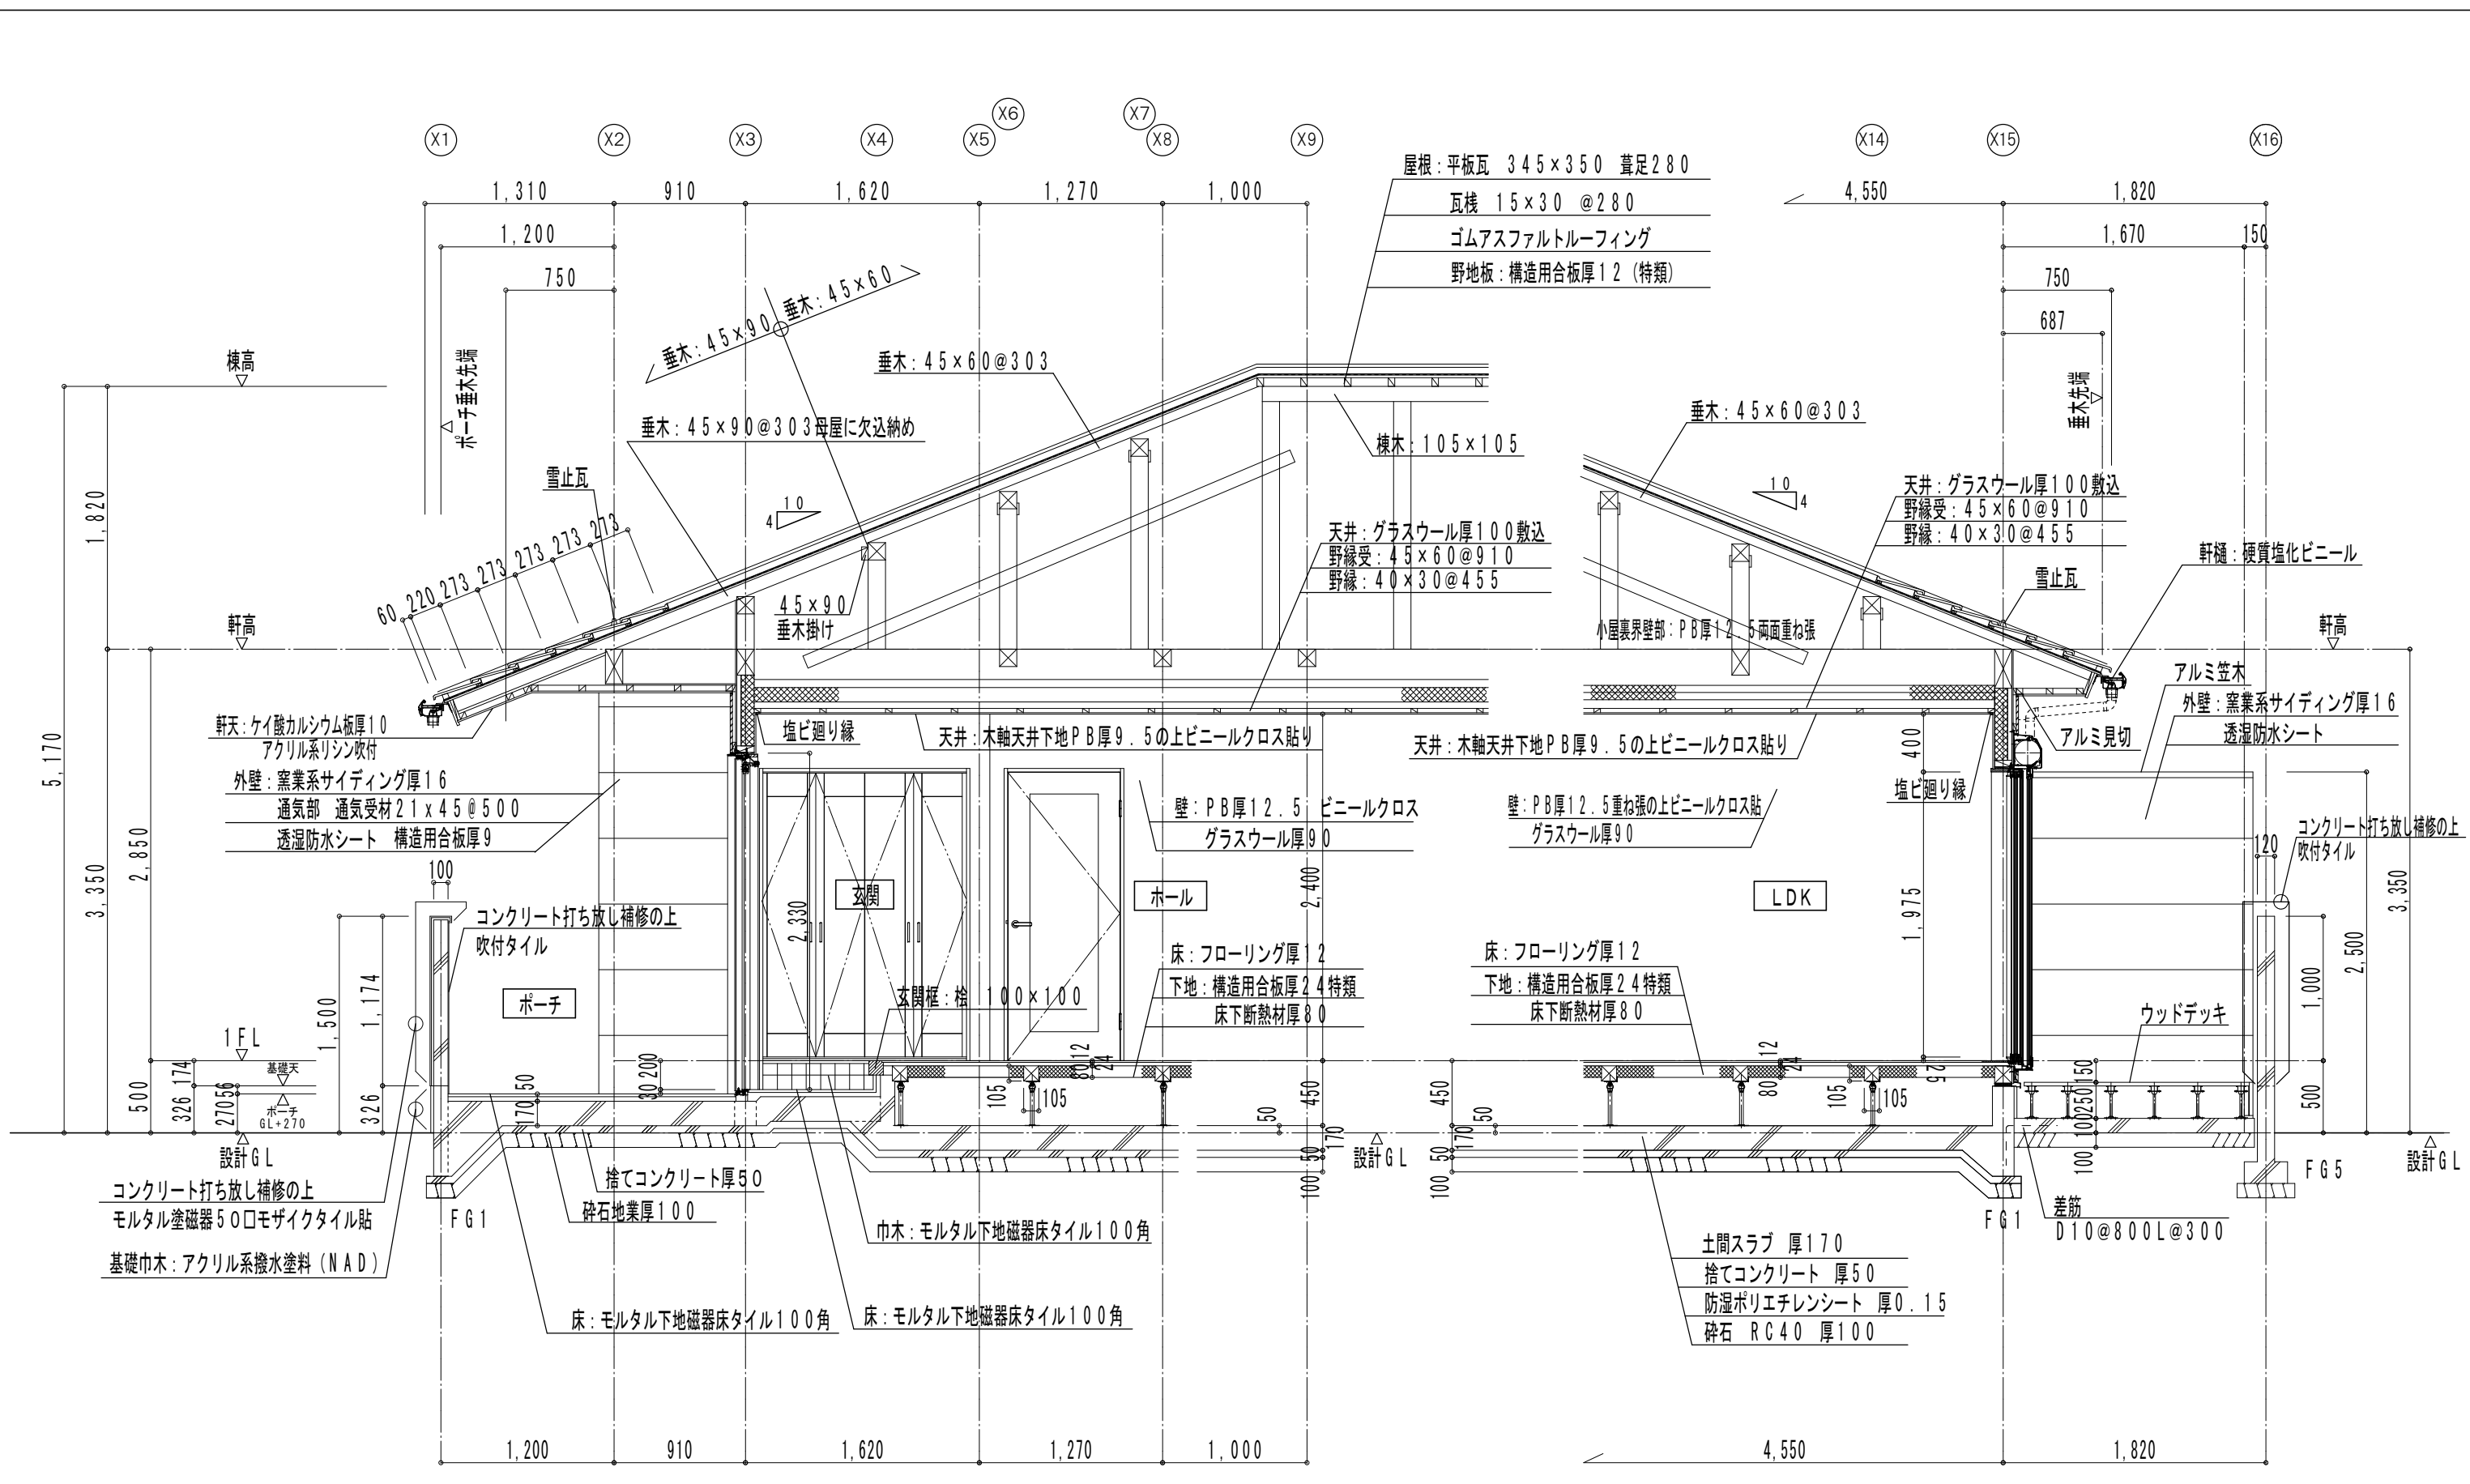 X1
X2
X3
X4
X5
X6
X7
X8
X9
X14
X15
X16
1,310
910
1,620
1,270
1,000
4,550
1,820
1,200
1,670
150
750
750
687
屋根：平板瓦　３４５×３５０　葺足２８０
瓦桟　１５×３０　＠２８０
ゴムアスファルトルーフィング
野地板：構造用合板厚１２（特類）
垂木：４５×９０
垂木：４５×６０
棟高
ポーチ垂木先端
垂木：４５×６０＠３０３
垂木：４５×９０＠３０３母屋に欠込納め
棟木：１０５×１０５
垂木：４５×６０＠３０３
垂木先端
雪止瓦
10
4
10
4
天井：グラスウール厚１００敷込
野縁受：４５×６０＠９１０
野縁：４０×３０＠４５５
天井：グラスウール厚１００敷込
野縁受：４５×６０＠９１０
野縁：４０×３０＠４５５
軒樋：硬質塩化ビニール
雪止瓦
60
220
273
273
273
273
273
1,820
5,170
3,350
2,850
軒高
４５×９０
垂木掛け
小屋裏界壁部：ＰＢ厚１２．５両面重ね張
軒高
アルミ笠木
外壁：窯業系サイディング厚１６
透湿防水シート
アルミ見切
軒天：ケイ酸カルシウム板厚１０
アクリル系リシン吹付
塩ビ廻り縁
天井：木軸天井下地ＰＢ厚９．５の上ビニールクロス貼り
天井：木軸天井下地ＰＢ厚９．５の上ビニールクロス貼り
400
塩ビ廻り縁
外壁：窯業系サイディング厚１６
通気部　通気受材２１ｘ４５＠５００
透湿防水シート　構造用合板厚９
壁：ＰＢ厚１２．５　ビニールクロス
グラスウール厚９０
壁：ＰＢ厚１２．５重ね張の上ビニールクロス貼
グラスウール厚９０
コンクリート打ち放し補修の上
吹付タイル
120
100
玄関
ホール
ＬＤＫ
2,330
2,400
1,975
3,350
2,500
コンクリート打ち放し補修の上
吹付タイル
床：フローリング厚１２
下地：構造用合板厚２４特類
床下断熱材厚８０
床：フローリング厚１２
下地：構造用合板厚２４特類
床下断熱材厚８０
玄関框：桧　１００×１００
ポーチ
ウッドデッキ
1,500
1,174
1,000
１ＦＬ
基礎天
ポーチ
GL+270
500
174
326
56
270
326
50
170
200
30
80
12
24
105
105
450
50
170
50
100
450
50
170
50
100
80
12
24
105
105
25
150
250
100
100
500
設計ＧＬ
設計ＧＬ
設計ＧＬ
捨てコンクリート厚５０
砕石地業厚１００
コンクリート打ち放し補修の上
モルタル塗磁器５０口モザイクタイル貼
ＦＧ１
ＦＧ１
ＦＧ５
差筋
Ｄ１０＠８００Ｌ＠３００
基礎巾木：アクリル系撥水塗料（ＮＡＤ）
巾木：モルタル下地磁器床タイル１００角
土間スラブ　厚１７０
捨てコンクリート　厚５０
防湿ポリエチレンシート　厚０．１５
砕石　ＲＣ４０　厚１００
床：モルタル下地磁器床タイル１００角
床：モルタル下地磁器床タイル１００角
1,200
910
1,620
1,270
1,000
4,550
1,820